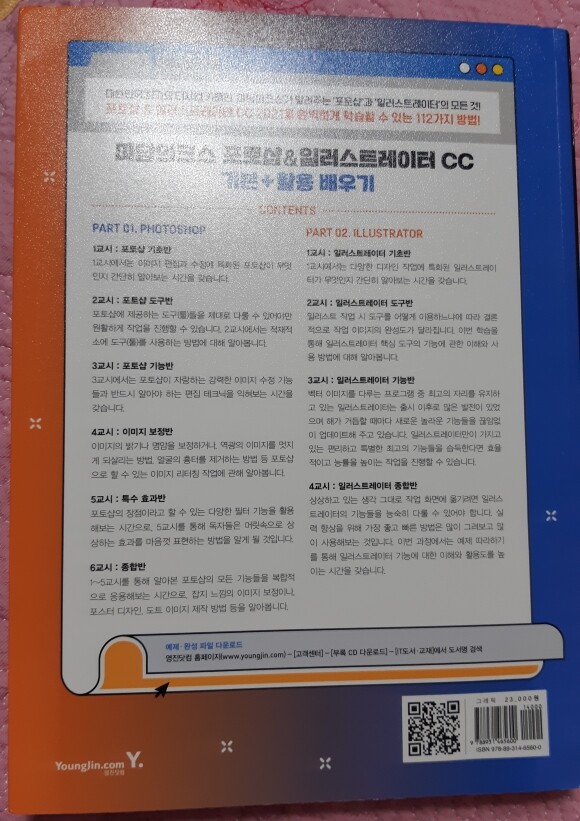 알려주는 '포토샵'과 '일러스트레이터'의 모든 것!
CC 2021을 완벽하게 학습할 수 있는 112가지 방법!
포토샵&일러스트레이터 CC
기본+활용 배우기
CONTENTS
PART 01. PHOTOSHOP
1교시 : 포토샵 기초반
1교시에서는 이미지 편집과 수정에 특화된 포토샵이 무엇
인지 간단히 알아보는 시간을 갖습니다.
2교시 : 포토샵 도구반
포토샵에 제공하는 도구(툴)들을 제대로 다룰 수 있어야만
원활하게 작업을 진행할 수 있습니다. 2교시에서는 적재적
소에 도구(툴)를 사용하는 방법에 대해 알아봅니다.
3교시 : 포토샵 기능반
3교시에서는 포토샵이 자랑하는 강력한 이미지 수정 기능
들과 반드시 알아야 하는 편집 테크닉을 익혀보는 시간을
갖습니다.
4교시 : 이미지 보정반
이미지의 밝기나 명암을 보정하거나, 역광의 이미지를 멋지
게 되살리는 방법, 얼굴의 흉터를 제거하는 방법 등 포토샵
으로 할 수 있는 이미지 리터칭 작업에 관해 알아봅니다.
5교시 : 특수 효과반
포토샵의 장점이라고 할 수 있는 다양한 필터 기능을 활용
해보는 시간으로, 5교시를 통해 독자들은 머릿속으로 상
상하는 효과를 마음껏 표현하는 방법을 알게 될 것입니다.
6교시 : 종합반
1~5교시를 통해 알아본 포토샵의 모든 기능들을 복합적
으로 응용해보는 시간으로, 잡지 느낌의 이미지 보정이나,
포스터 디자인, 도트 이미지 제작 방법 등을 알아봅니다.
PART 02. ILLUSTRATOR
1교시 : 일러스트레이터 기초반
1교시에서는 다양한 디자인 작업에 특화된 일러스트레이
터가 무엇인지 간단히 알아보는 시간을 갖습니다.
2교시 : 일러스트레이터 도구반
일러스트 작업 시 도구를 어떻게 이용하느냐에 따라 결론
적으로 작업 이미지의 완성도가 달라집니다. 이번 학습을
통해 일러스트레이터 핵심 도구의 기능에 관한 이해와 사
용 방법에 대해 알아봅니다.
3교시 : 일러스트레이터 기능반
벡터 이미지를 다루는 프로그램 중 최고의 자리를 유지하
고 있는 일러스트레이터는 출시 이후로 많은 발전이 있었
으며 해가 거듭할 때마다 새로운 놀라운 기능들을 끊임없
이 업데이트해 주고 있습니다. 일러스트레이터만이 가지고
있는 편리하고 특별한 최고의 기능들을 습득한다면 효율
적이고 능률을 높이는 작업을 진행할 수 있습니다.
4교시 : 일러스트레이터 종합반
상상하고 있는 생각 그대로 작업 화면에 옮기려면 일러스
트레이터의 기능들을 능숙히 다룰 수 있어야 합니다. 실
력 향상을 위해 가장 좋고 빠른 방법은 많이 그려보고 많
이 사용해보는 것입니다. 이번 과정에서는 예제 따라하기
를 통해 일러스트레이터 기능에 대한 이해와 활용도를 높
이는 시간을 갖습니다.
예제·완성 파일 다운로드
영진닷컴 홈페이지(www.youngjin.com) – [고객센터] – [부록 CD 다운로드] – [IT도서·교재]에서 도서명 검색
YoungJin.com Y.
영진닷컴
23,000원
ISBN 978-89-314-6560-0